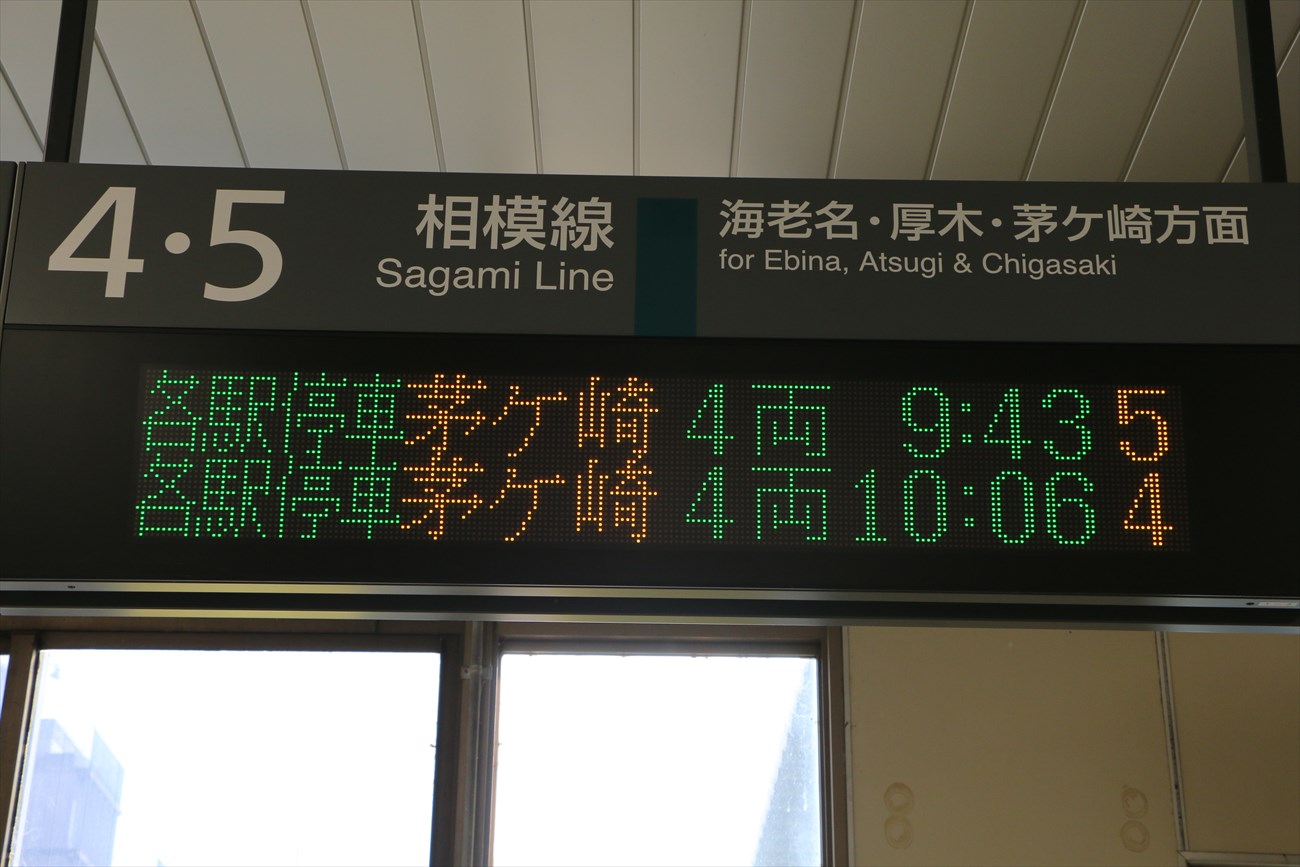 4・5
相模線
Sagami Line
海老名・厚木・茅ケ崎方面
for Ebina, Atsugi & Chigasaki
各駅停車 茅ケ崎 4両 9:43 5
各駅停車 茅ケ崎 4両 10:06 4